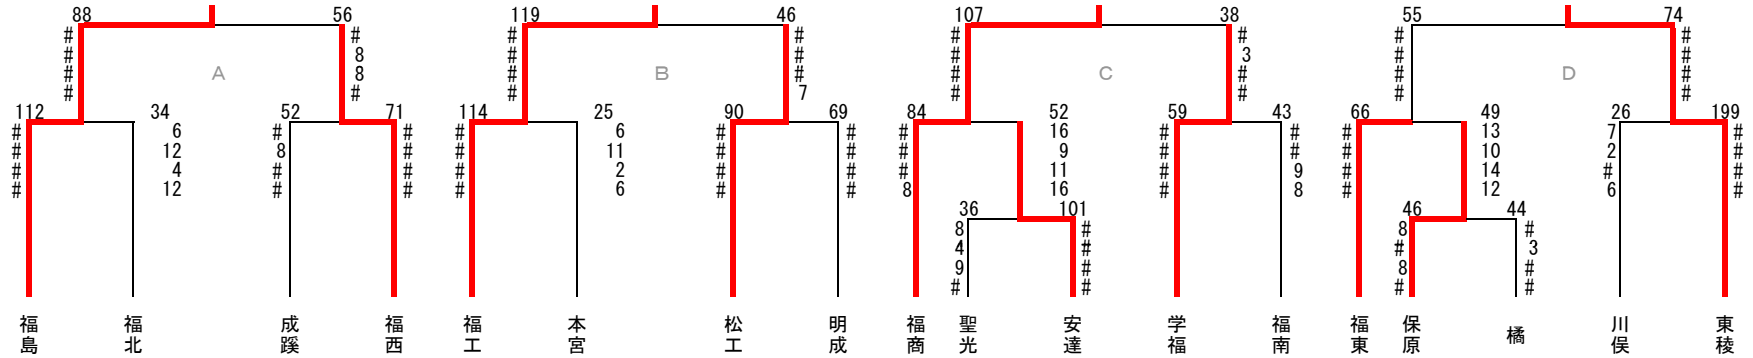 88 56 119 46 107 38 55 74
# # # # # # # #
# 8 # # # 3 # #
# 8 # # # # # #
# # # 7 # # # #
A B C D
112 34 52 71 114 25 90 69 84 52 59 43 66 49 26 199
# 6 # # # 6 # # # 16 # # # 13 7 #
# 12 8 # # 11 # # # 9 # # # 10 2 #
# 4 # # # 2 # # # 11 # 9 # 14 # #
# 12 # # # 6 # # 8 16 # 8 # 12 6 #
36 101 46 44
8 # 8 #
4 # # 3
9 # 8 #
# # # #
福島 福北 成蹊 福西 福工 本宮 松工 明成 福商 聖光 安達 学福 福南 福東 保原 橘 川俣 東稜